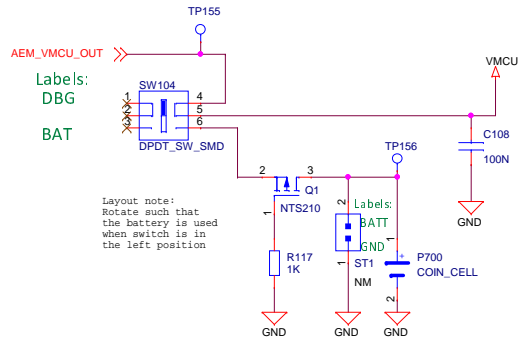 TP155
AEM_VMCU_OUT
Labels:
DBG
BAT
SW104
1
2
3
4
5
6
DPDT_SW_SMD
VMCU
C108
100N
GND
Layout note:
Rotate such that
the battery is used
when switch is in
the left position
2
3
1
Q1
NTS210
R117
1K
GND
TP156
Labels:
BATT
GND
2
1
ST1
NM
GND
1
+
P700
COIN_CELL
2
GND